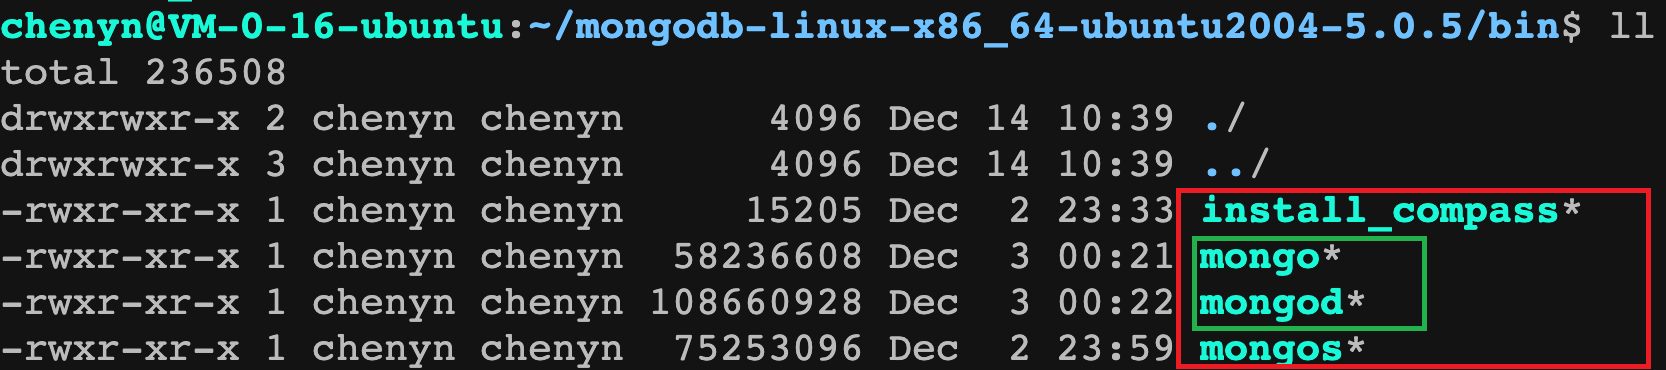 chenyn@VM-0-16-ubuntu:~/mongodb-linux-x86_64-ubuntu2004-5.0.5/bin$ ll
total 236508
drwxrwxr-x 2 chenyn chenyn      4096 Dec 14 10:39 ./
drwxrwxr-x 3 chenyn chenyn      4096 Dec 14 10:39 ../
-rwxr-xr-x 1 chenyn chenyn     15205 Dec  2 23:33 install_compass*
-rwxr-xr-x 1 chenyn chenyn  58236608 Dec  3 00:21 mongo*
-rwxr-xr-x 1 chenyn chenyn 108660928 Dec  3 00:22 mongod*
-rwxr-xr-x 1 chenyn chenyn  75253096 Dec  2 23:59 mongos*